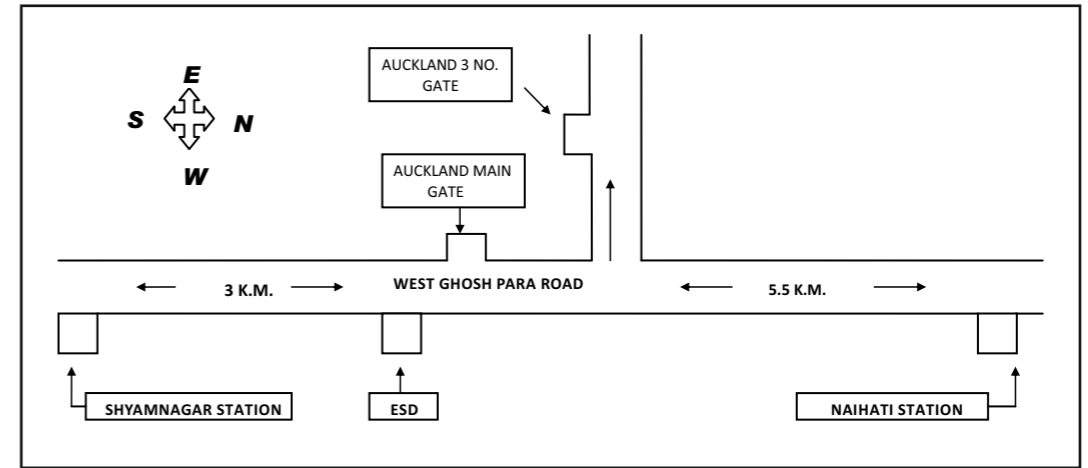 AUCKLAND 3 NO.
GATE
E
S
N
W
AUCKLAND MAIN
GATE
3 K.M.
WEST GHOSH PARA ROAD
5.5 K.M.
SHYAMNAGAR STATION
ESD
NAIHATI STATION